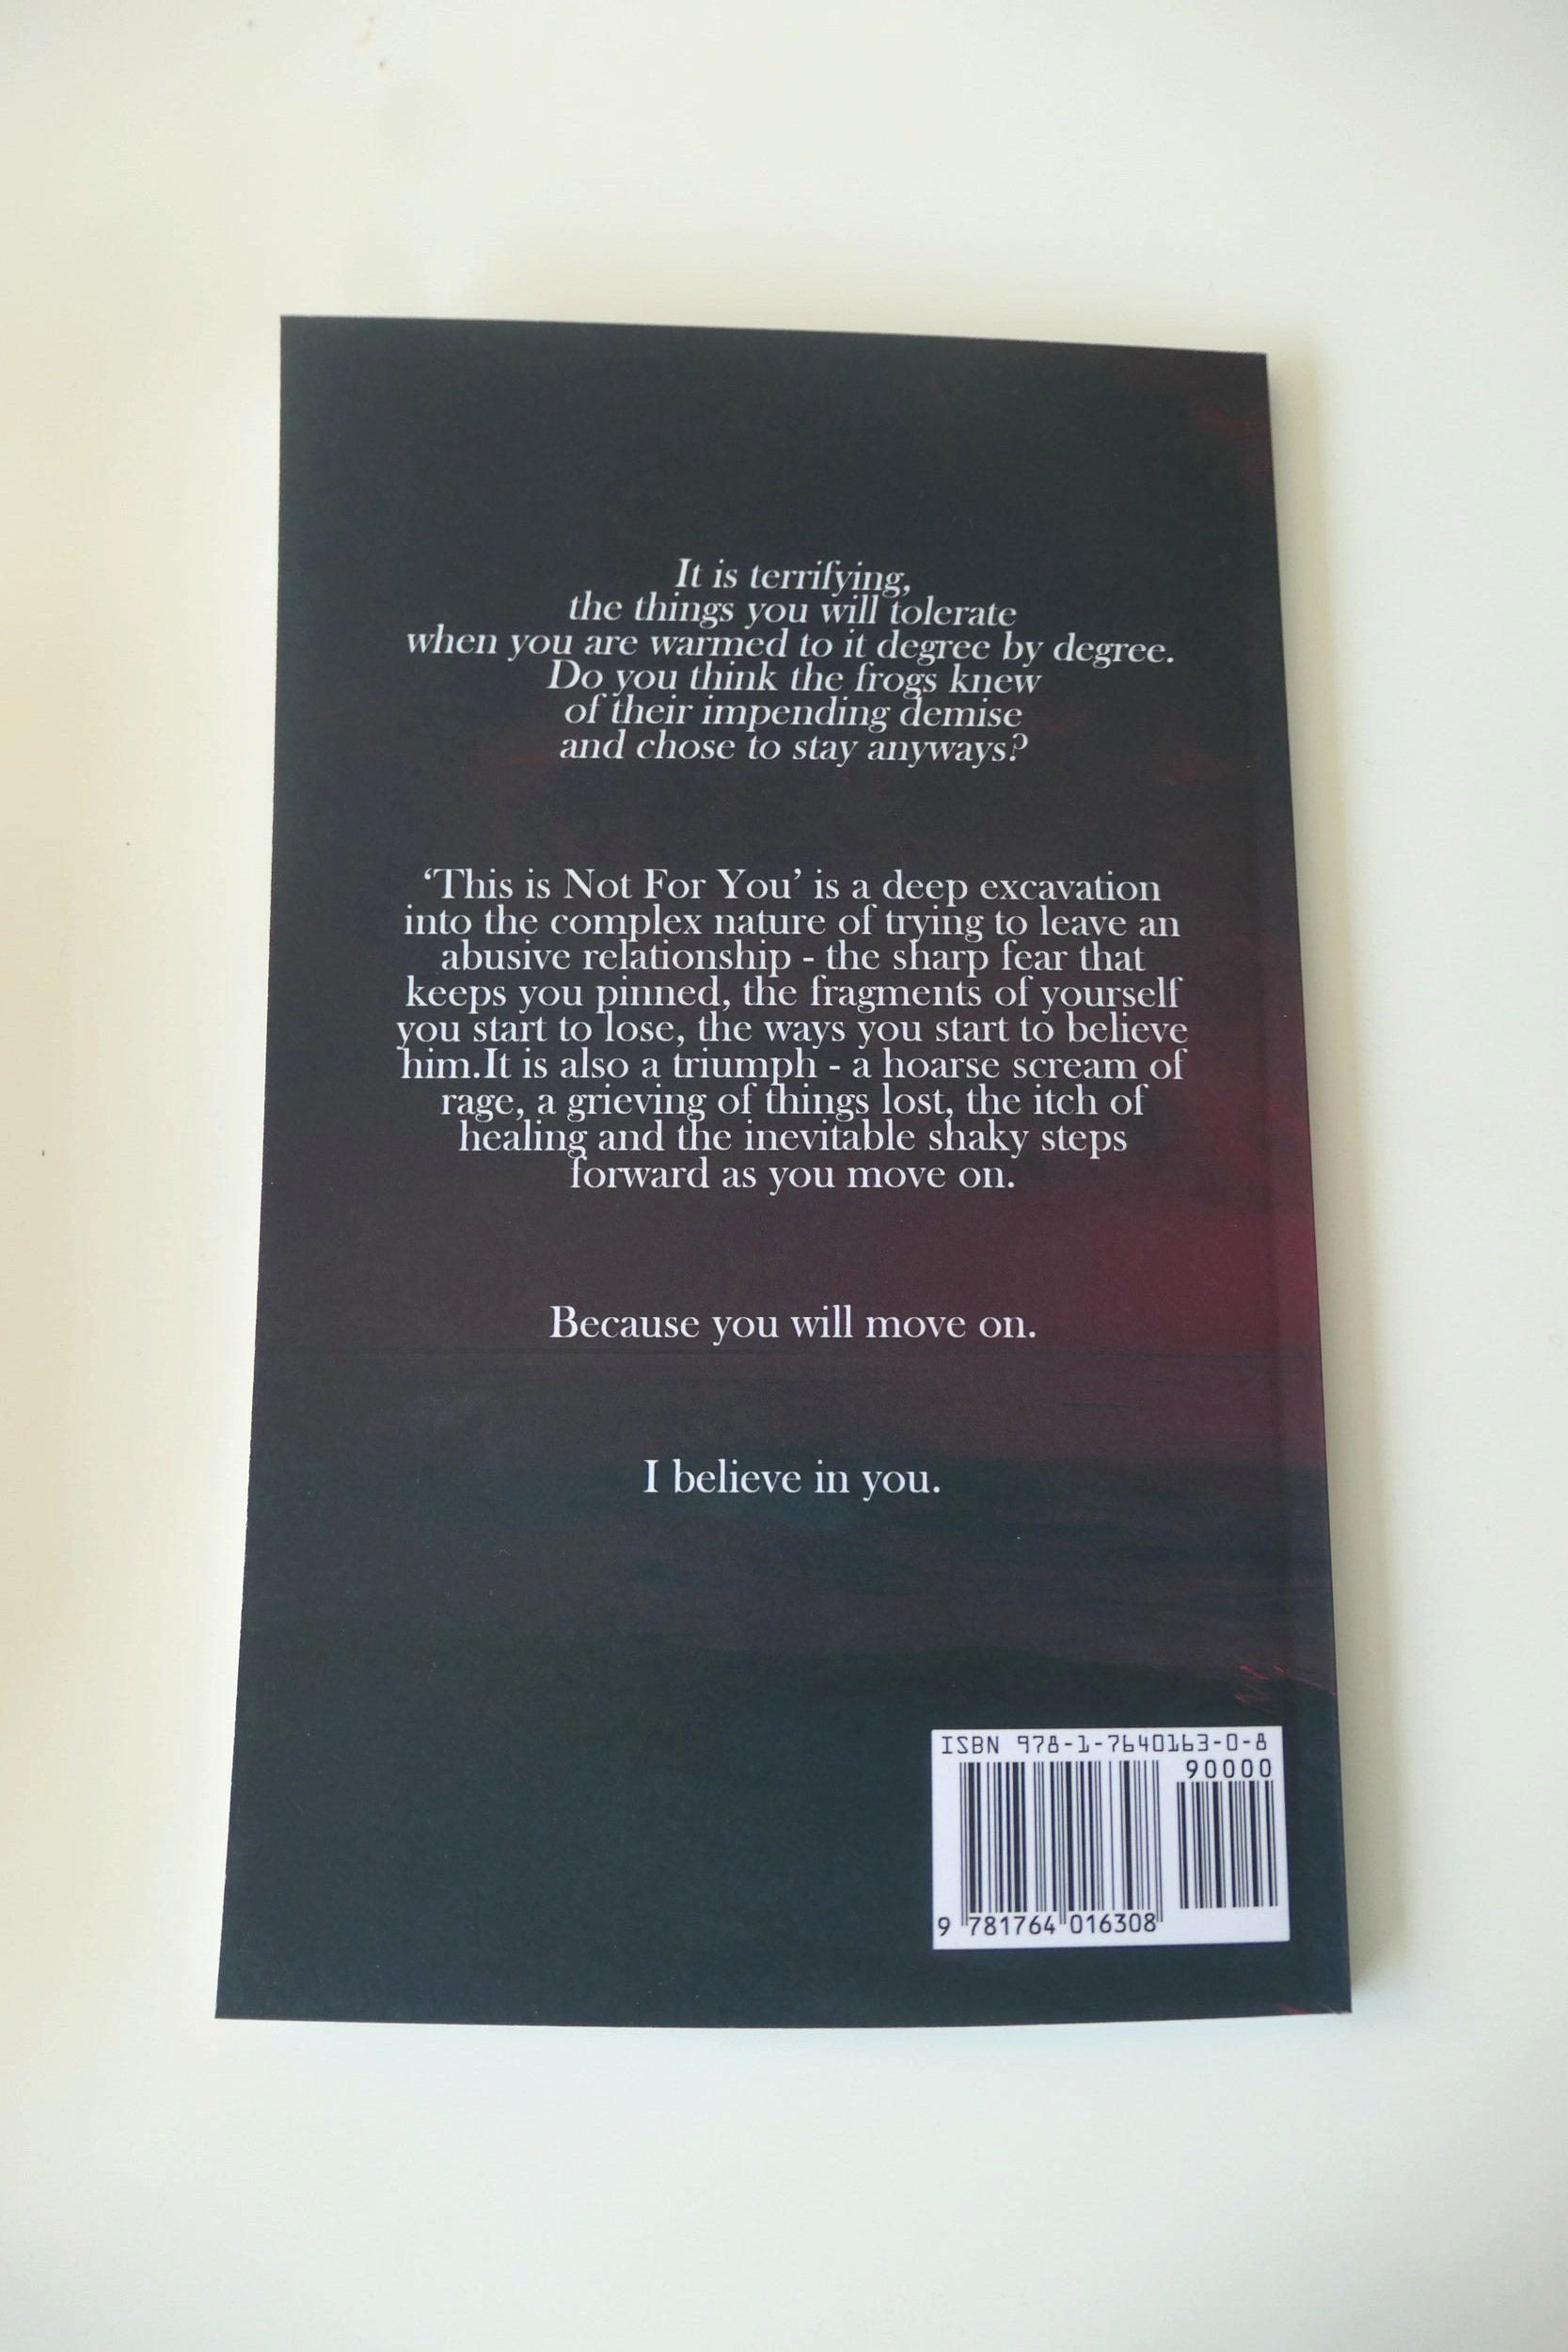 It is terrifying,
the things you will tolerate
when you are warmed to it degree by degree.
Do you think the frogs knew
of their impending demise
and chose to stay anyways?
‘This is Not For You’ is a deep excavation
into the complex nature of trying to leave an
abusive relationship - the sharp fear that
keeps you pinned, the fragments of yourself
you start to lose, the ways you start to believe
him.It is also a triumph - a hoarse scream of
rage, a grieving of things lost, the itch of
healing and the inevitable shaky steps
forward as you move on.
Because you will move on.
I believe in you.
ISBN 978-1-7640163-0-8
90000
9 781764 016308